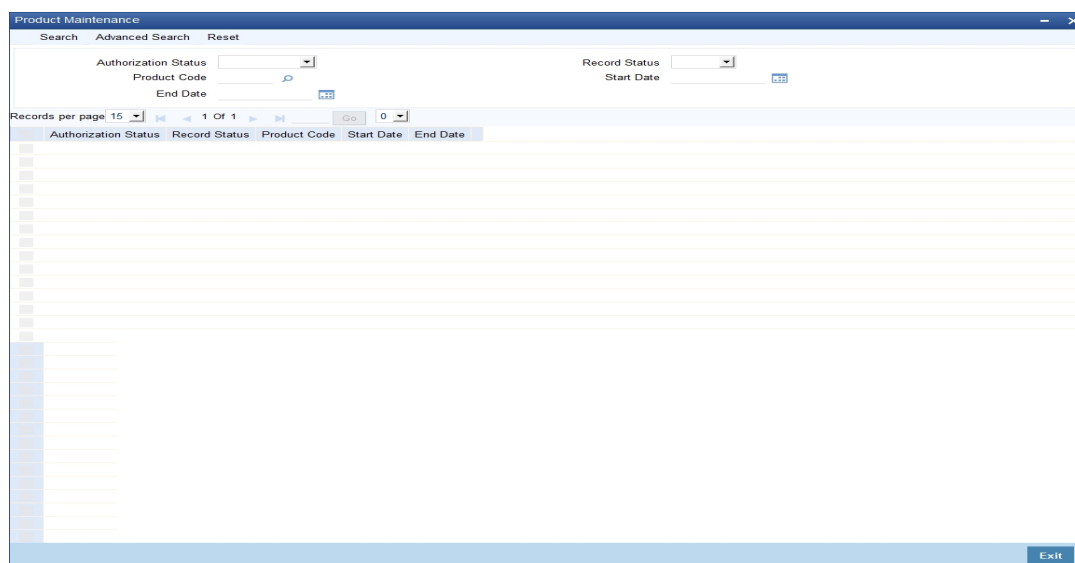 Product Maintenance
Search Advanced Search Reset
Authorization Status Record Status
Product Code Start Date
End Date
Records per page 15 1 Of 1 Go 0
Authorization Status Record Status Product Code Start Date End Date
Exit